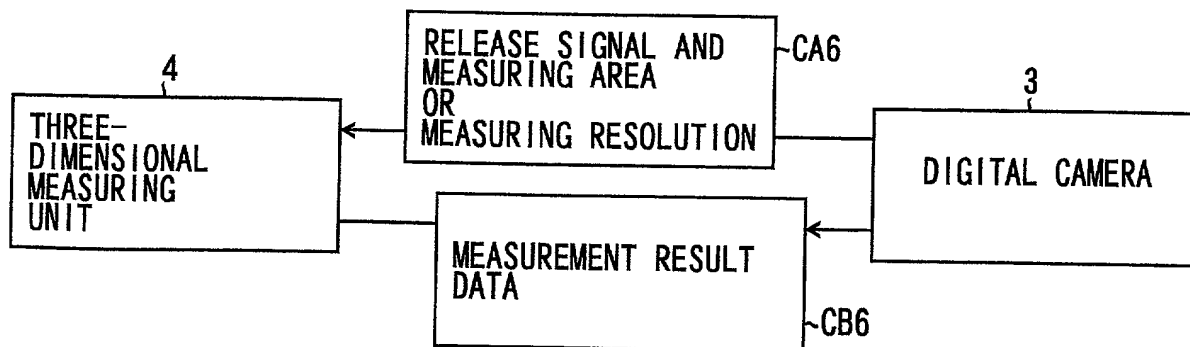 4
THREE-
DIMENSIONAL
MEASURING
UNIT
RELEASE SIGNAL AND
MEASURING AREA
OR
MEASURING RESOLUTION
CA6
3
DIGITAL CAMERA
MEASUREMENT RESULT
DATA
CB6